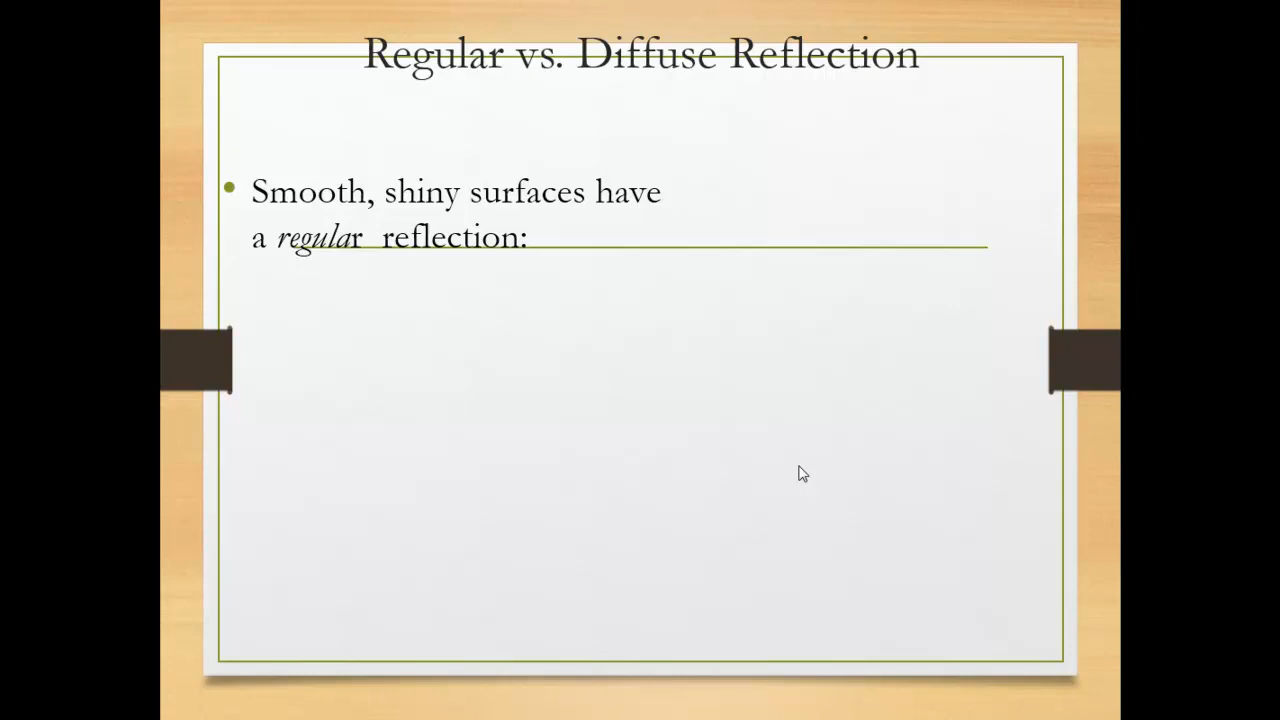 Regular vs. Diffuse Reflection
• Smooth, shiny surfaces have
a regular reflection: